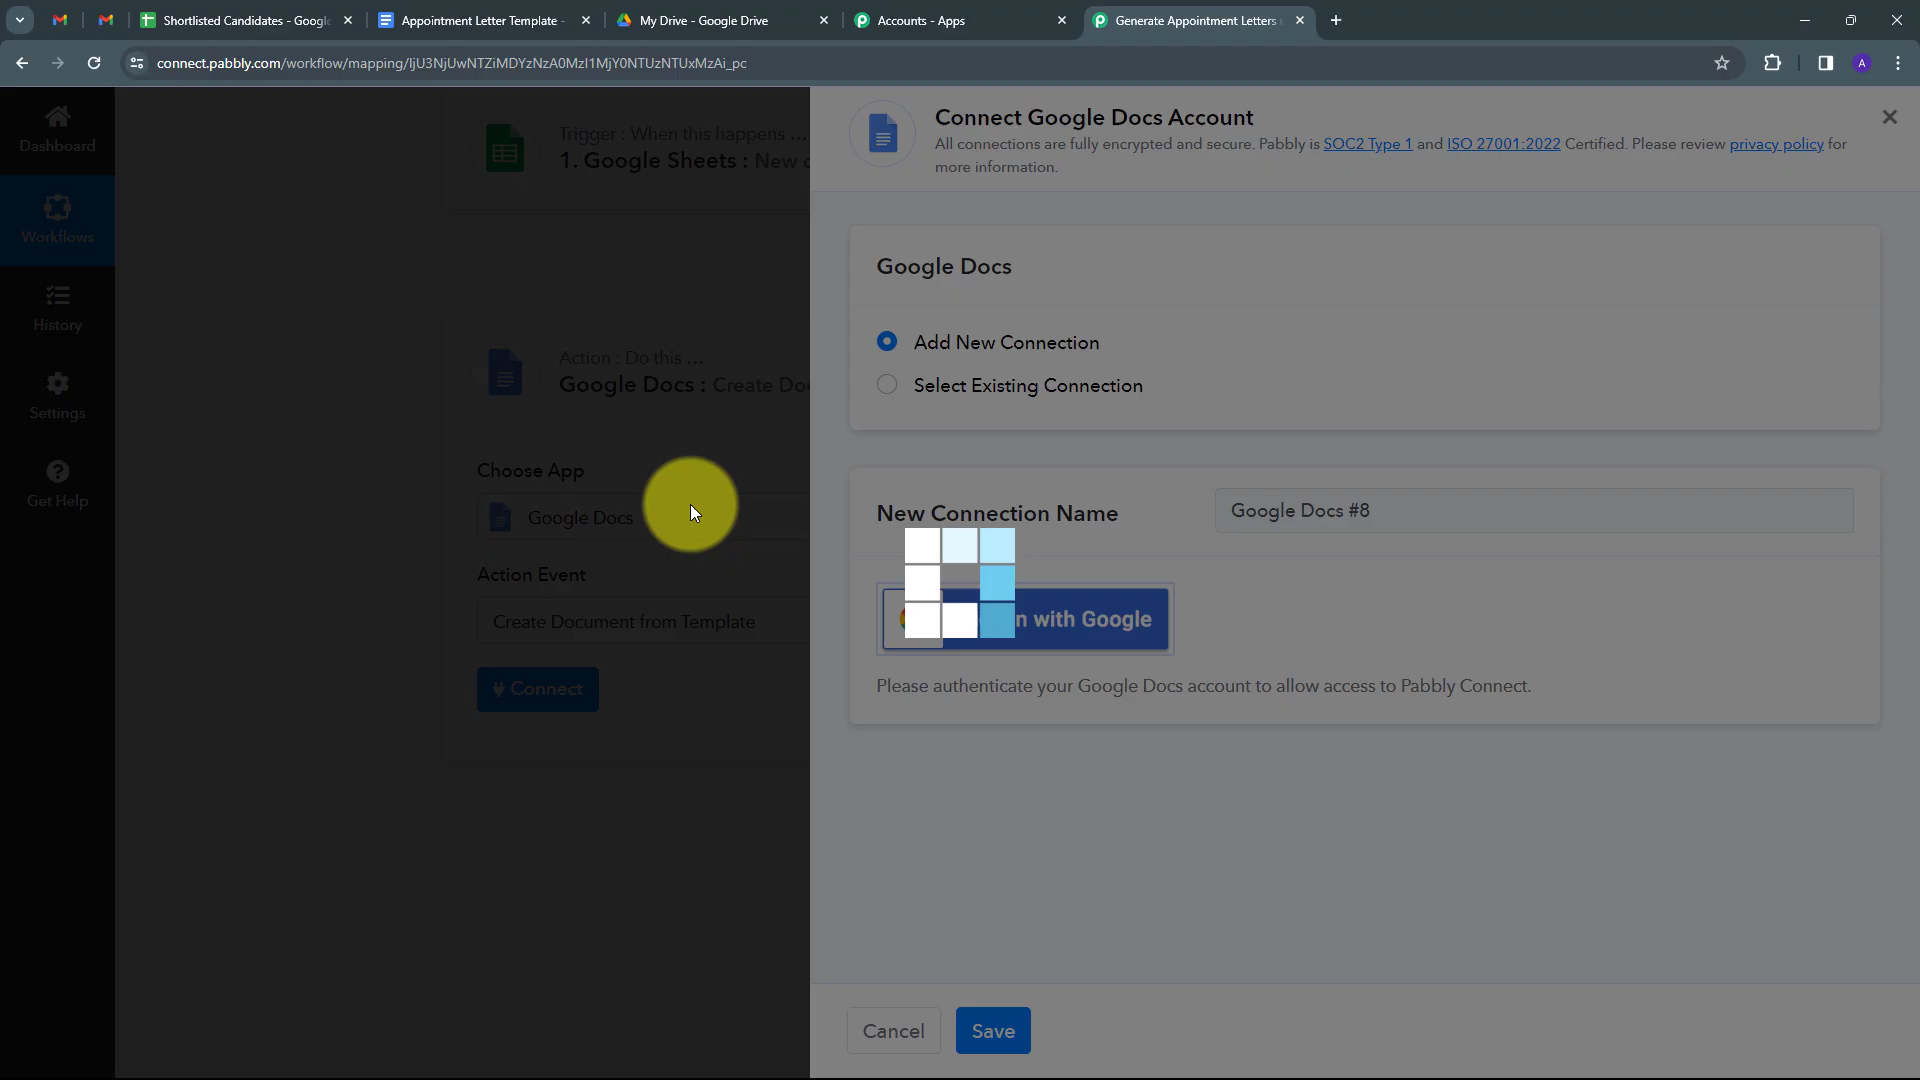 Shortlisted Candidates - Google
Appointment Letter Template -
My Drive - Google Drive
Accounts - Apps
Generate Appointment Letters
connect.pabbly.com/workflow/mapping/IjU3NjUwNTZiMDYzNzA0MzI1MjY0NTUzNTUxMzAi_pc
A
Dashboard
Workflows
History
Settings
Get Help
Trigger : When this happens ...
1. Google Sheets : New
Action : Do this ...
Google Docs : Create Do
Choose App
Google Docs
Action Event
Create Document from Template
Connect
Connect Google Docs Account
All connections are fully encrypted and secure. Pabbly is SOC2 Type 1 and ISO 27001:2022 Certified. Please review privacy policy for
more information.
Google Docs
Add New Connection
Select Existing Connection
New Connection Name
Google Docs #8
with Google
Please authenticate your Google Docs account to allow access to Pabbly Connect.
Cancel
Save